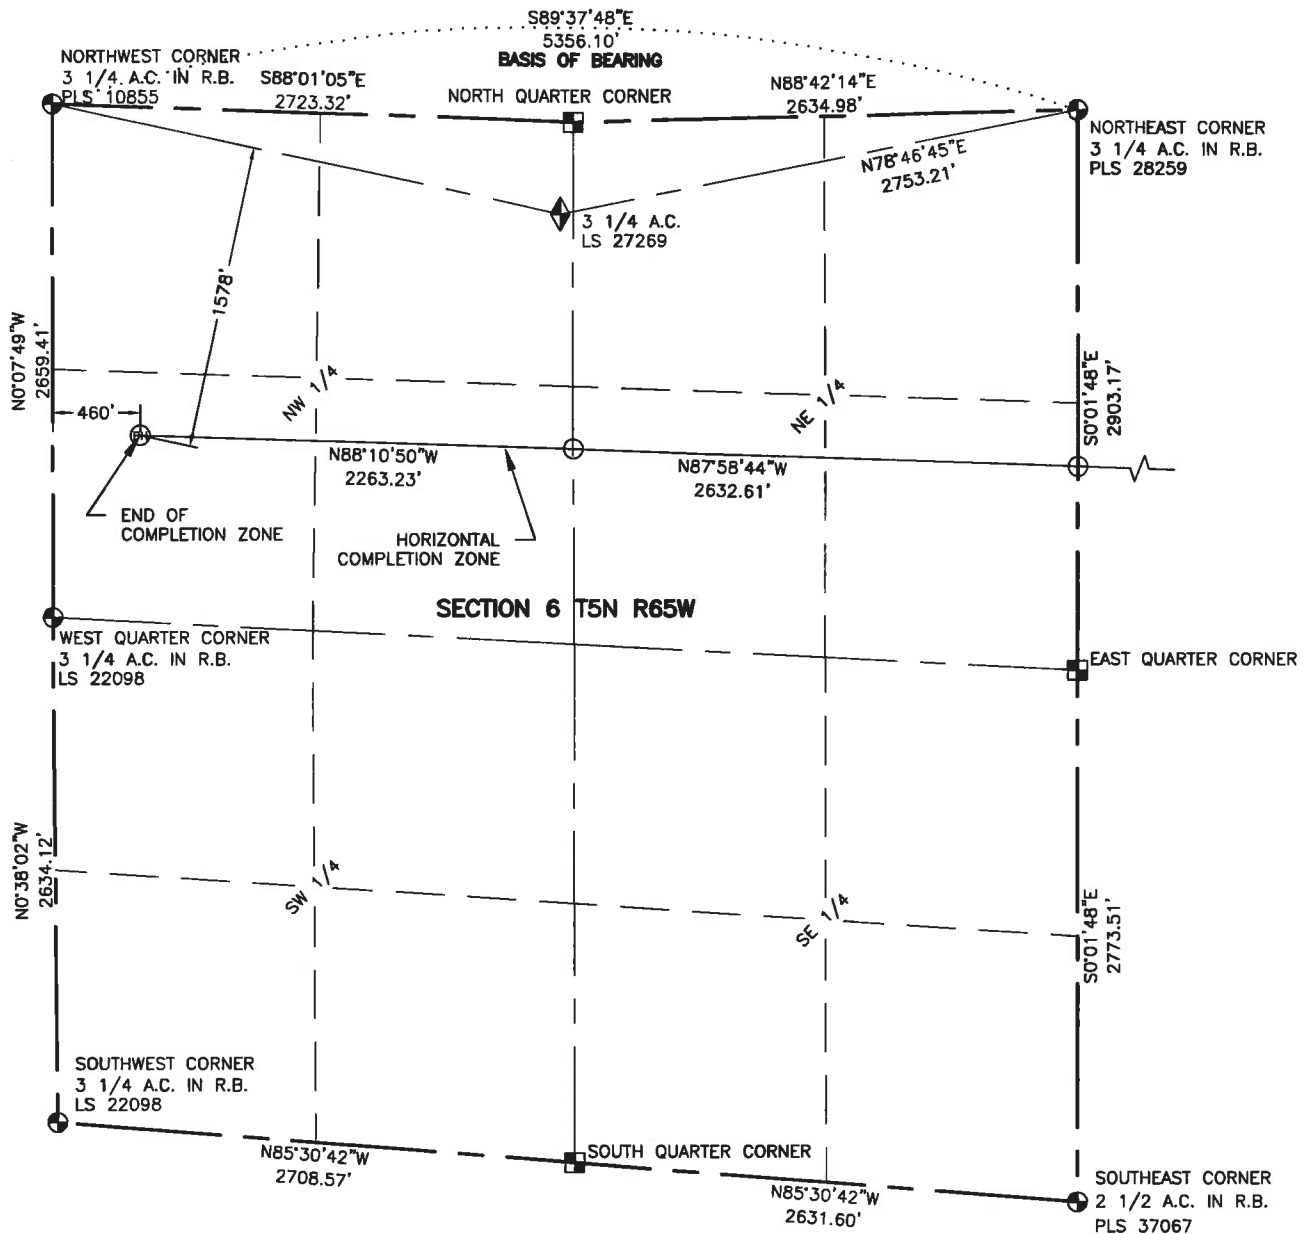 S89°37'48"E
5356.10'
BASIS OF BEARING
NORTHWEST CORNER
3 1/4 A.C. IN R.B.
PLS 10855
S88°01'05"E
2723.32'
NORTH QUARTER CORNER
N88°42'14"E
2634.98'
NORTHEAST CORNER
3 1/4 A.C. IN R.B.
PLS 28259
N78°46'45"E
2753.21'
3 1/4 A.C.
LS 27269
1578'
N0°07'49"W
2659.41'
S0°01'48"E
2903.17'
NW 1/4
NE 1/4
460'
BH
N88°10'50"W
2263.23'
N87°58'44"W
2632.61'
END OF
COMPLETION ZONE
HORIZONTAL
COMPLETION ZONE
SECTION 6 T5N R65W
WEST QUARTER CORNER
3 1/4 A.C. IN R.B.
LS 22098
EAST QUARTER CORNER
N0°38'02"W
2634.12'
SW 1/4
SE 1/4
S0°01'48"E
2773.51'
SOUTHWEST CORNER
3 1/4 A.C. IN R.B.
LS 22098
N85°30'42"W
2708.57'
SOUTH QUARTER CORNER
N85°30'42"W
2631.60'
SOUTHEAST CORNER
2 1/2 A.C. IN R.B.
PLS 37067